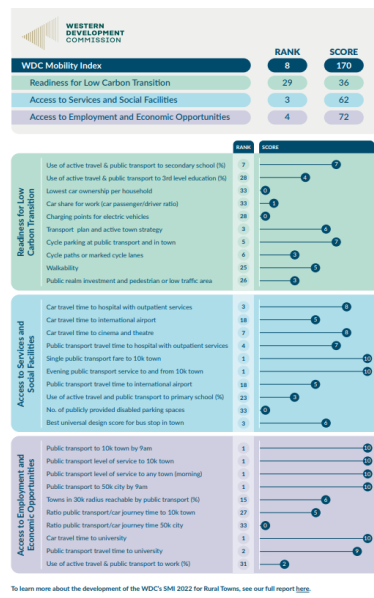 WESTERN
DEVELOPMENT
COMMISSION
RANK SCORE
WDC Mobility Index 8 170
Readiness for Low Carbon Transition 29 36
Access to Services and Social Facilities 3 62
Access to Employment and Economic Opportunities 4 72
RANK SCORE
Readiness for Low
Carbon Transition
Use of active travel & public transport to secondary school (%) 7 7
Use of active travel & public transport to 3rd level education (%) 28 4
Lowest car ownership per household 33 0
Car share for work (car passenger/driver ratio) 33 1
Charging points for electric vehicles 28 0
Transport plan and active town strategy 3 6
Cycle parking at public transport and in town 5 7
Cycle paths or marked cycle lanes 6 3
Walkability 25 5
Public realm investment and pedestrian or low traffic area 26 3
Access to Services and
Social Facilities
Car travel time to hospital with outpatient services 3 8
Car travel time to international airport 18 5
Car travel time to cinema and theatre 7 8
Public transport travel time to hospital with outpatient services 4 7
Single public transport fare to 10k town 1 10
Evening public transport service to and from 10k town 1 10
Public transport travel time to international airport 18 5
Use of active travel and public transport to primary school (%) 23 3
No. of publicly provided disabled parking spaces 33 0
Best universal design score for bus stop in town 3 6
Access to Employment and
Economic Opportunities
Public transport to 10k town by 9am 1 10
Public transport level of service to 10k town 1 10
Public transport level of service to any town (morning) 1 10
Public transport to 50k city by 9am 1 10
Towns in 30k radius reachable by public transport (%) 15 6
Ratio public transport/car journey time to 10k town 27 5
Ratio public transport/car journey time 50k city 33 0
Car travel time to university 1 10
Public transport travel time to university 2 9
Use of active travel & public transport to work (%) 31 2
To learn more about the development of the WDC's SMI 2022 for Rural Towns, see our full report here.